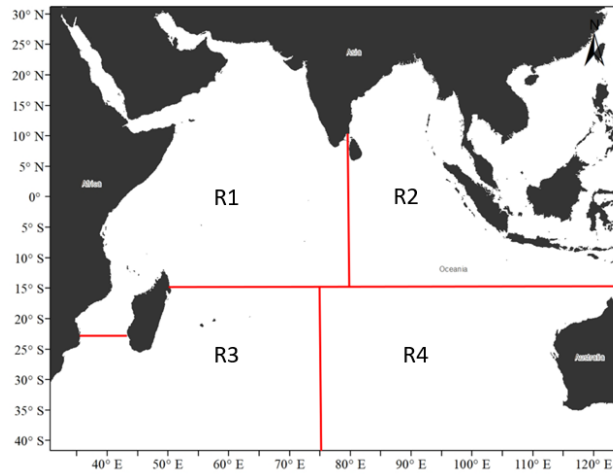 30° N
25° N
20° N
15° N
10° N
5° N
0°
5° S
10° S
15° S
20° S
25° S
30° S
35° S
40° S
N
Asia
Africa
R1
R2
Oceania
R3
R4
Australia
40° E
50° E
60° E
70° E
80° E
90° E
100° E
110° E
120° E